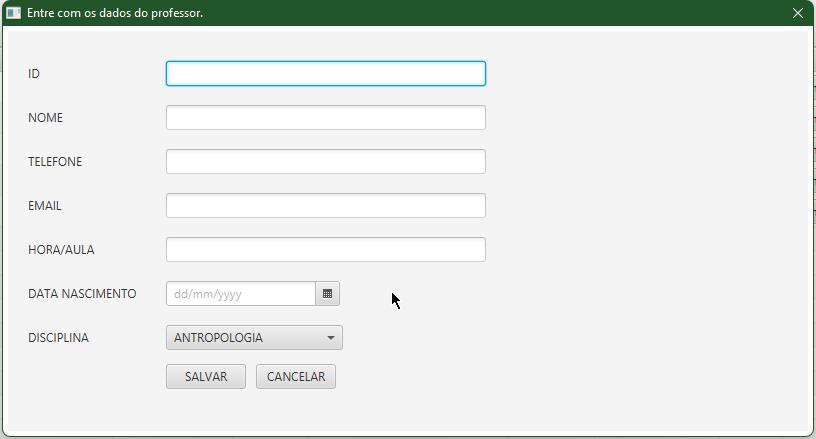 Entre com os dados do professor.
ID
NOME
TELEFONE
EMAIL
HORA/AULA
DATA NASCIMENTO dd/mm/yyyy
DISCIPLINA ANTROPOLOGIA
SALVAR CANCELAR